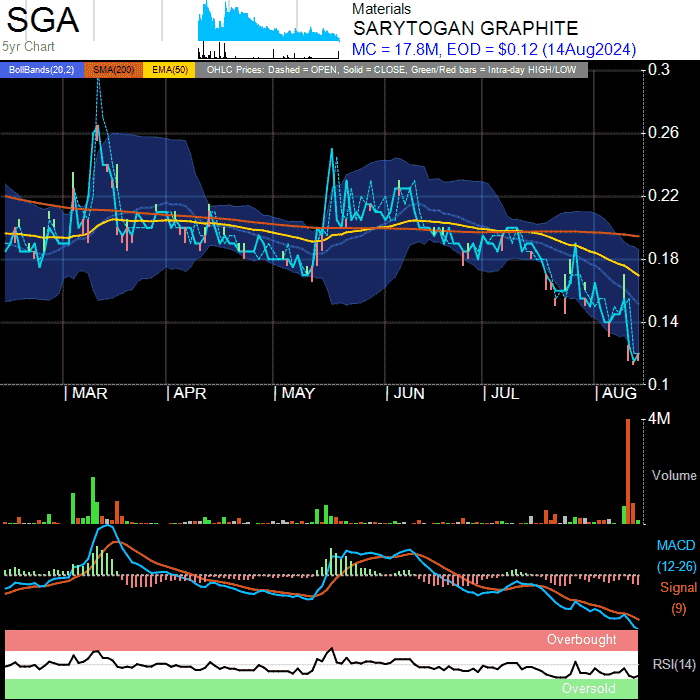 SGA
5yr Chart
Materials
SARYTOGAN GRAPHITE
MC = 17.8M, EOD = $0.12 (14Aug2024)
BollBands(20,2) SMA(200) EMA(50) OHLC Prices: Dashed = OPEN, Solid = CLOSE, Green/Red bars = Intra-day HIGH/LOW
0.3
0.26
0.22
0.18
0.14
0.1
| MAR | APR | MAY | JUN | JUL | AUG
4M
Volume
MACD
(12-26)
Signal
(9)
Overbought
RSI(14)
Oversold